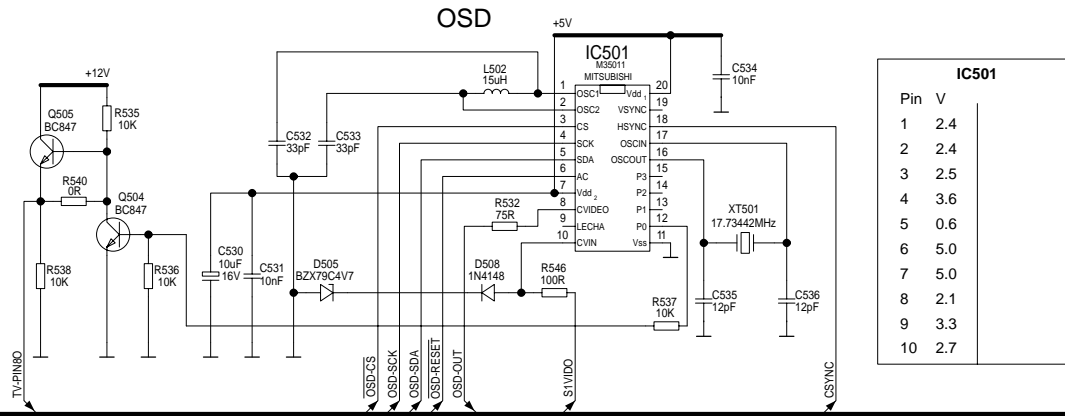 OSD
+5V
+12V
Q505
BC847
R535
10K
R540
0R
Q504
BC847
R538
10K
R536
10K
TV-PIN8O
C532
33pF
C533
33pF
L502
15uH
C530
10uF
16V
C531
10nF
D505
BZX79C4V7
D508
1N4148
R532
75R
R546
100R
IC501
M35011
MITSUBISHI
1 OSC1 Vdd 1 20
2 OSC2 VSYNC 19
3 CS HSYNC 18
4 SCK OSCIN 17
5 SDA OSCOUT 16
6 AC P3 15
7 Vdd 2 P2 14
8 CVIDEO P1 13
9 LECHA P0 12
10 CVIN Vss 11
C534
10nF
XT501
17.73442MHz
R537
10K
C535
12pF
C536
12pF
OSD-CS
OSD-SCK
OSD-SDA
OSD-RESET
OSD-OUT
S1VIDO
CSYNC
IC501
Pin V
1 2.4
2 2.4
3 2.5
4 3.6
5 0.6
6 5.0
7 5.0
8 2.1
9 3.3
10 2.7